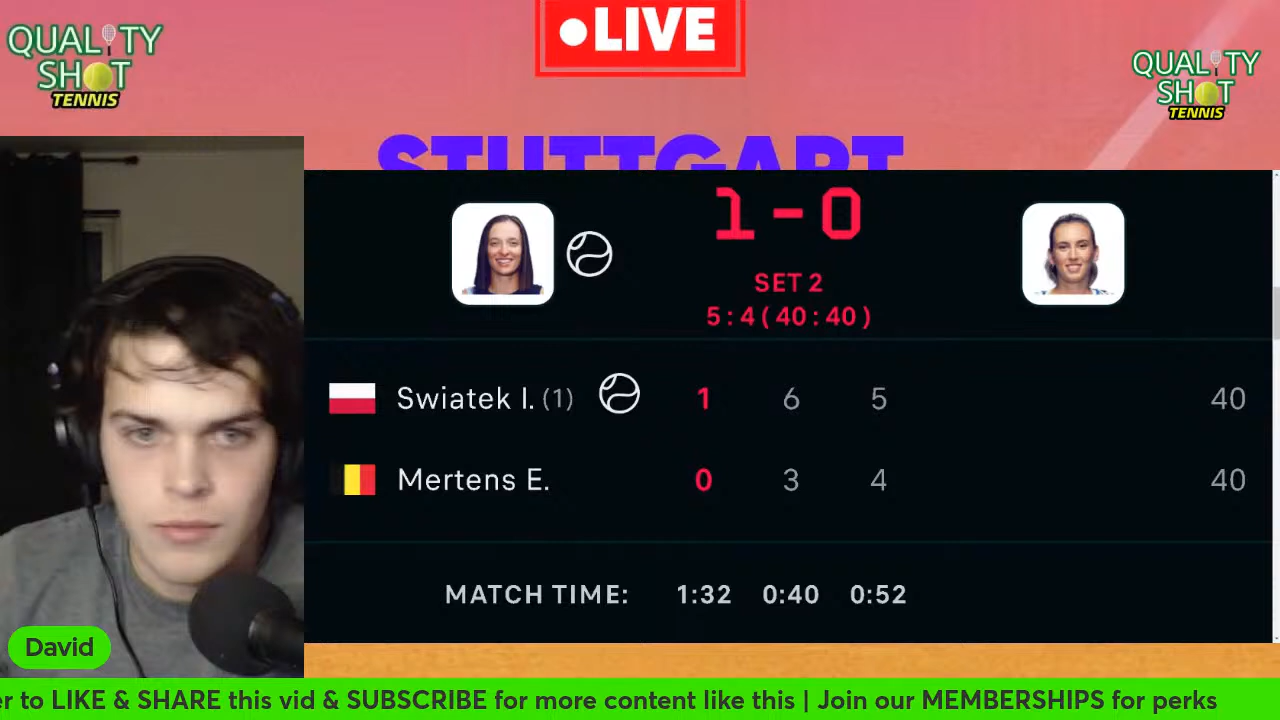 QUALITY
SHOT
TENNIS
LIVE
QUALITY
SHOT
TENNIS
STUTTGART
1-0
SET 2
5:4(40:40)
Swiatek I. (1) 1 6 5 40
Mertens E. 0 3 4 40
MATCH TIME: 1:32 0:40 0:52
David
er to LIKE & SHARE this vid & SUBSCRIBE for more content like this | Join our MEMBERSHIPS for perks